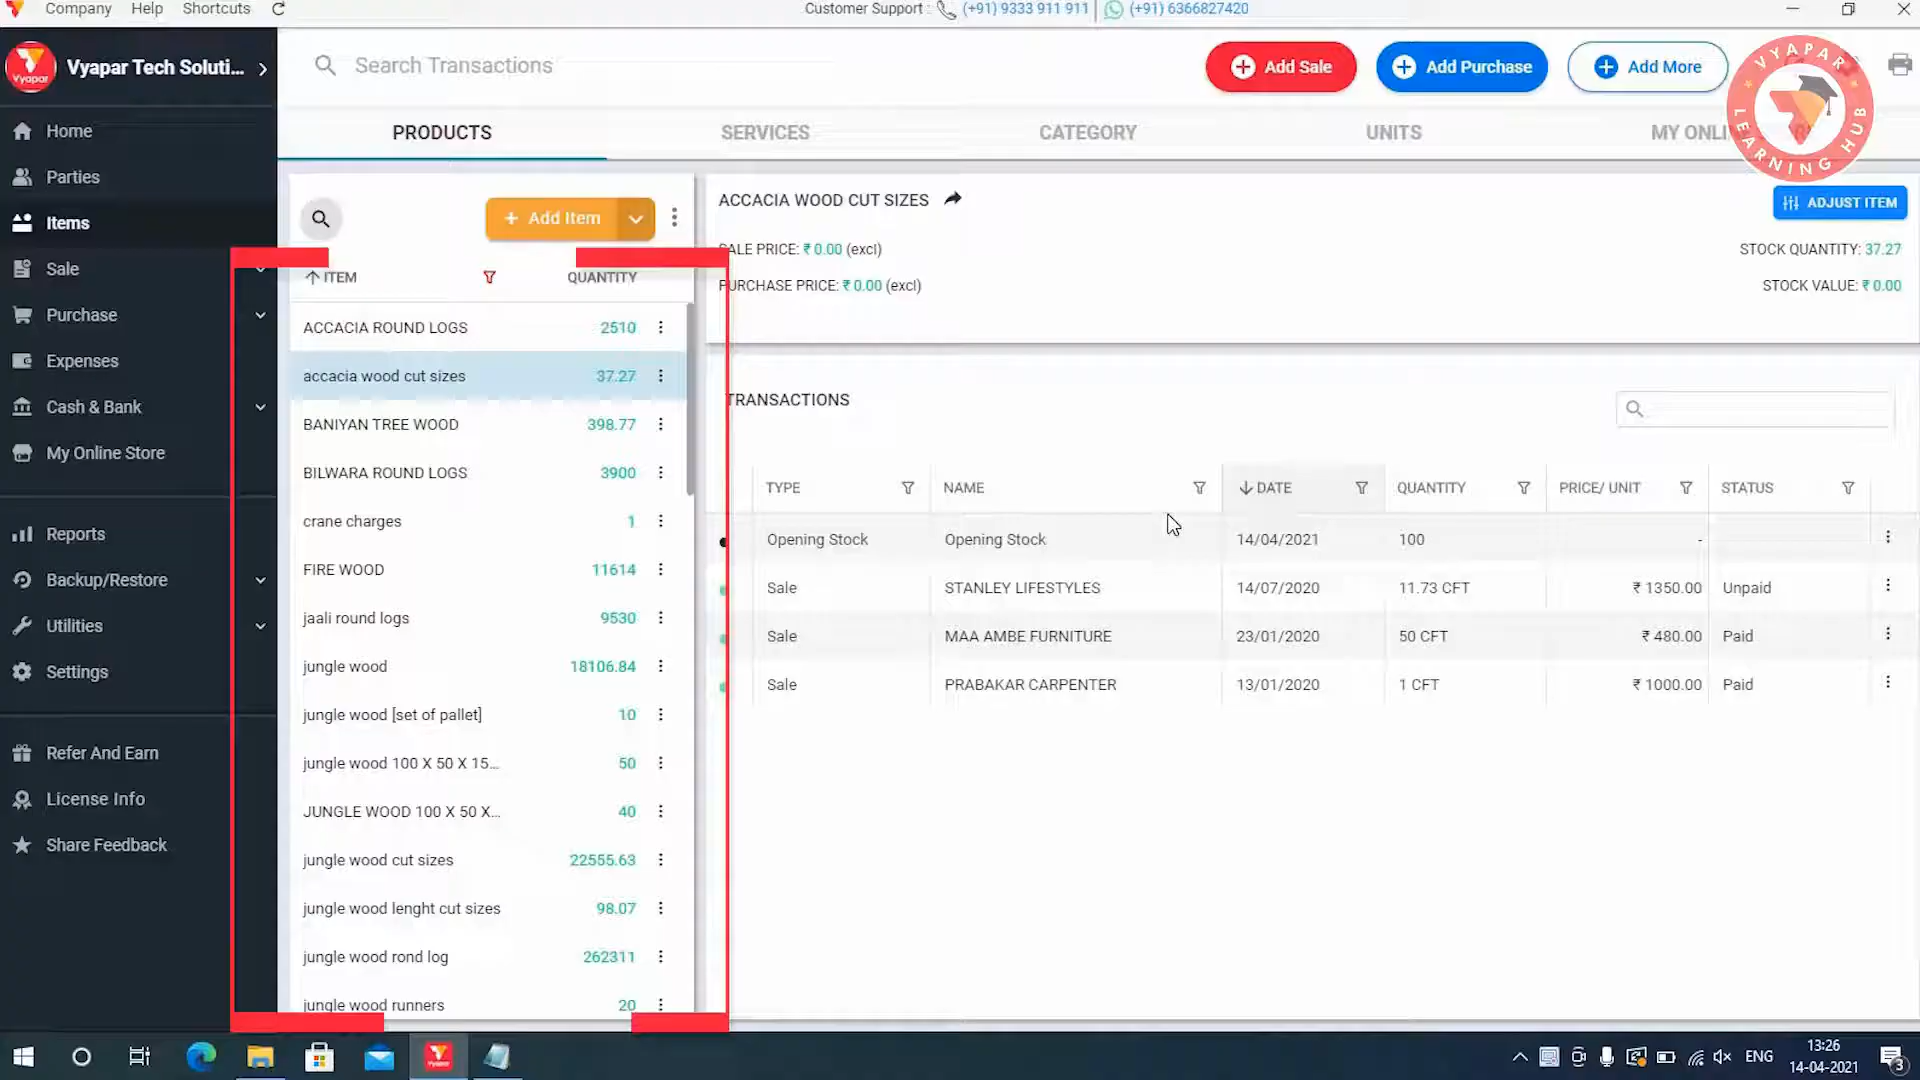 Company Help Shortcuts
Customer Support : (+91) 9333 911 911 (+91) 6366827420
Vyapar
Vyapar Tech Soluti...
Search Transactions
Add Sale
Add Purchase
Add More
VYAPAR
LEARNING HUB
Home
Parties
Items
Sale
Purchase
Expenses
Cash & Bank
My Online Store
Reports
Backup/Restore
Utilities
Settings
Refer And Earn
License Info
Share Feedback
PRODUCTS SERVICES CATEGORY UNITS MY ONLI
+ Add Item
ITEM QUANTITY
ACCACIA ROUND LOGS 2510
accacia wood cut sizes 37.27
BANIYAN TREE WOOD 398.77
BILWARA ROUND LOGS 3900
crane charges 1
FIRE WOOD 11614
jaali round logs 9530
jungle wood 18106.84
jungle wood [set of pallet] 10
jungle wood 100 X 50 X 15... 50
JUNGLE WOOD 100 X 50 X... 40
jungle wood cut sizes 22555.63
jungle wood lenght cut sizes 98.07
jungle wood rond log 262311
jungle wood runners 20
ACCACIA WOOD CUT SIZES
ADJUST ITEM
SALE PRICE: ₹ 0.00 (excl)
STOCK QUANTITY: 37.27
PURCHASE PRICE: ₹ 0.00 (excl)
STOCK VALUE: ₹ 0.00
TRANSACTIONS
TYPE NAME DATE QUANTITY PRICE/ UNIT STATUS
Opening Stock Opening Stock 14/04/2021 100 -
Sale STANLEY LIFESTYLES 14/07/2020 11.73 CFT ₹ 1350.00 Unpaid
Sale MAA AMBE FURNITURE 23/01/2020 50 CFT ₹ 480.00 Paid
Sale PRABAKAR CARPENTER 13/01/2020 1 CFT ₹ 1000.00 Paid
Vyapar
ENG
13:26
14-04-2021
3